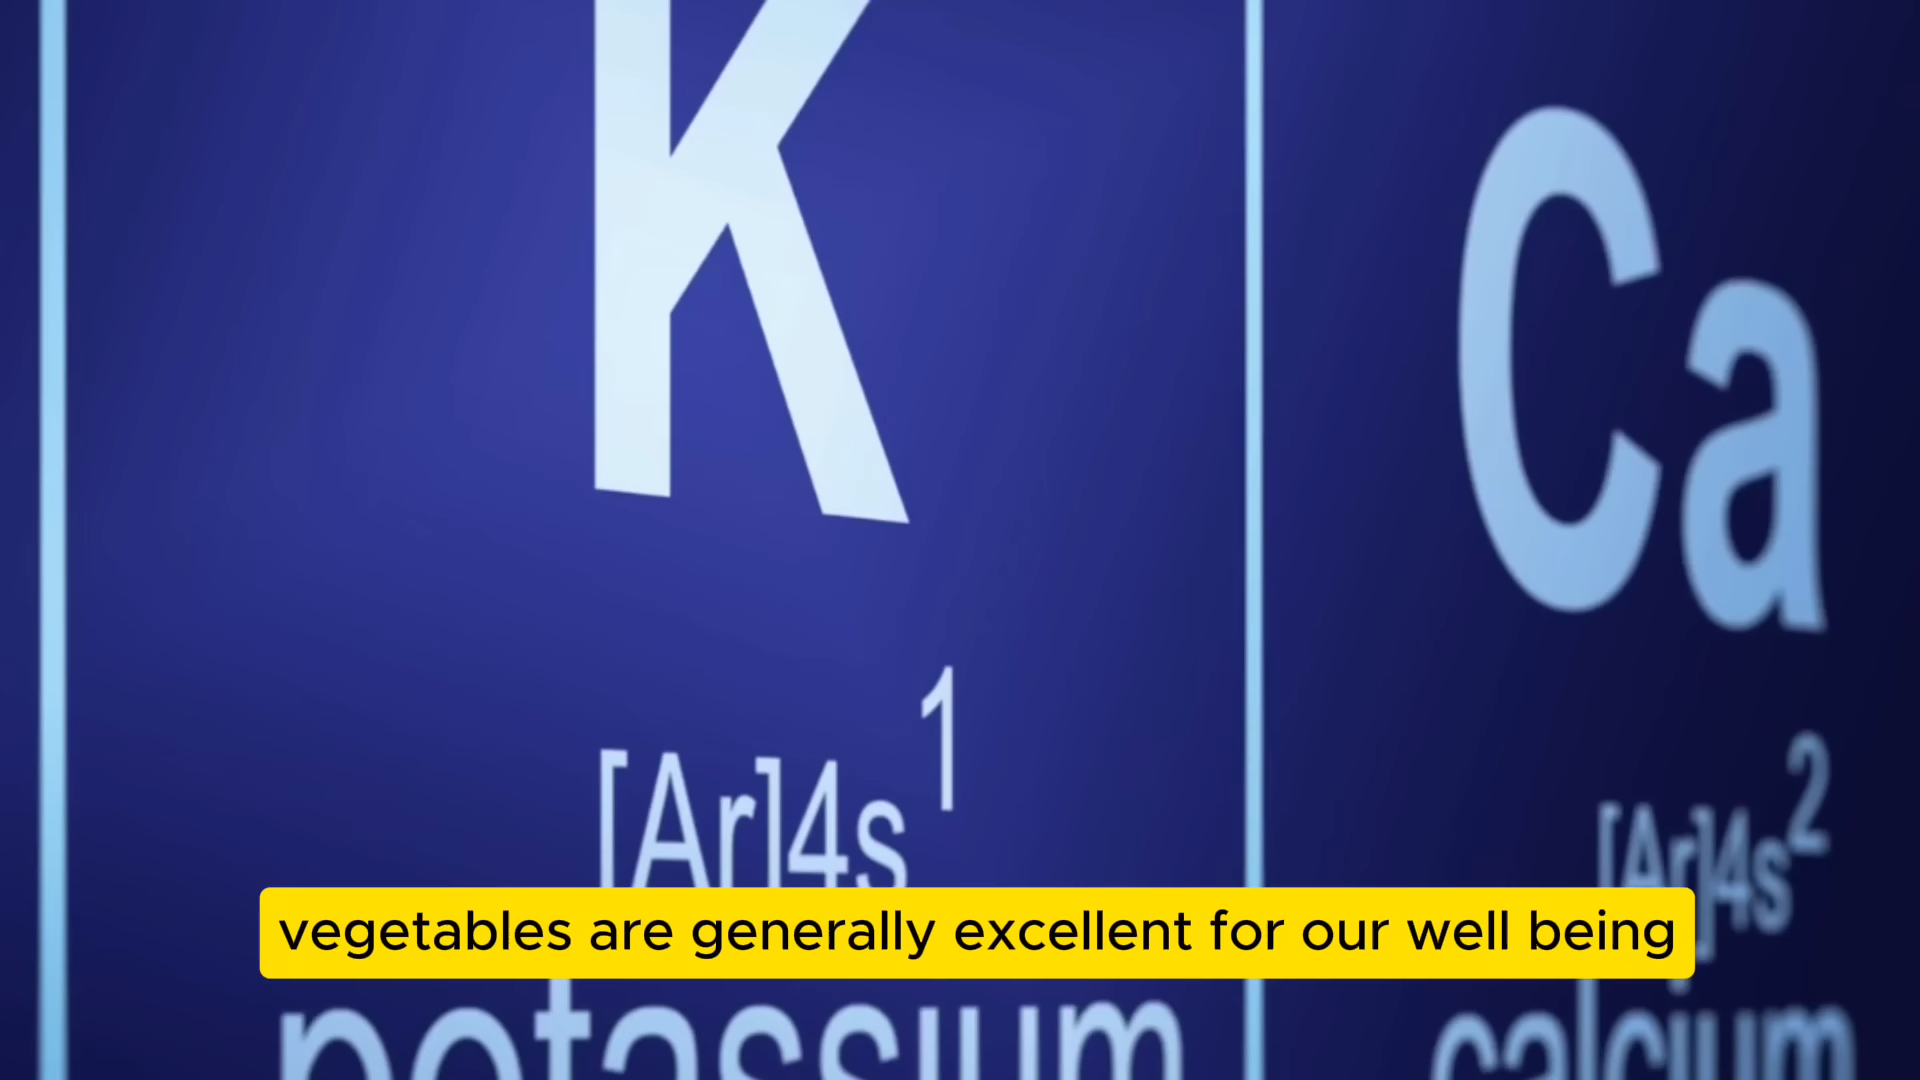 K
Ca
[Ar]4s1
[Ar]4s2
vegetables are generally excellent for our well being
potassium
calcium